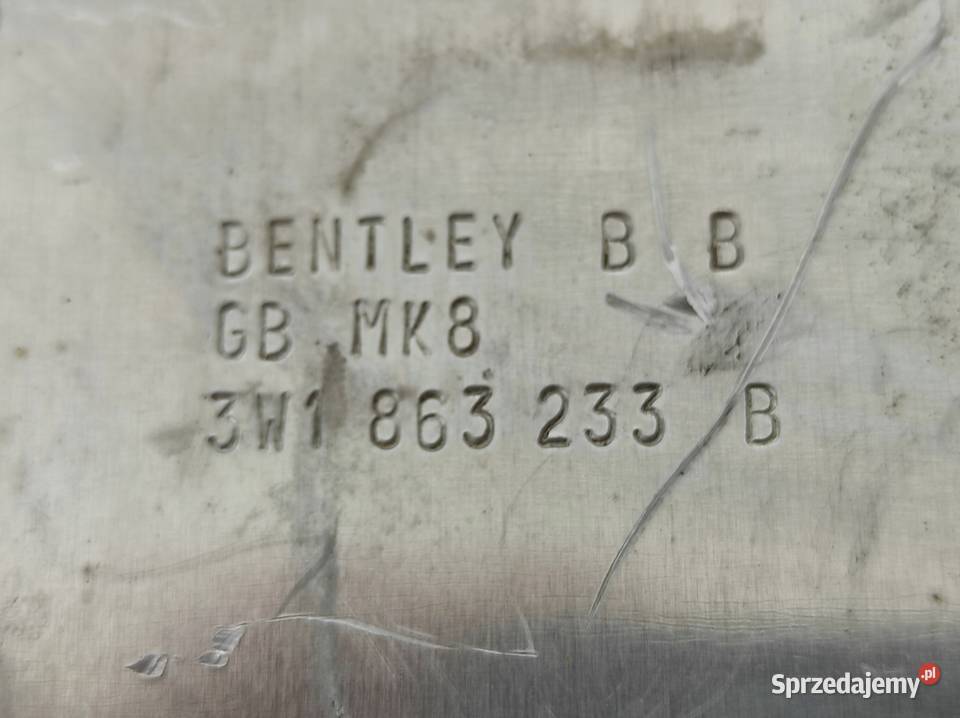 BENTLEY B B
GB MK8
3W1 863 233 B
Sprzedajemy.pl